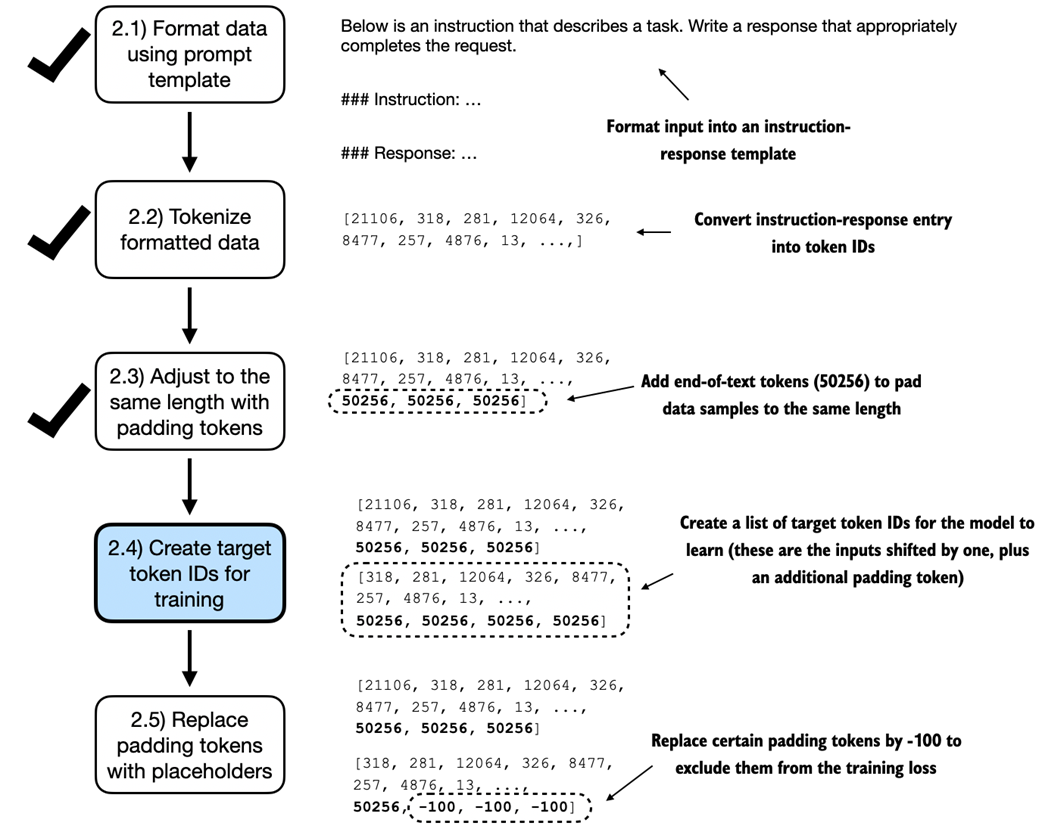 2.1) Format data
using prompt
template
Below is an instruction that describes a task. Write a response that appropriately
completes the request.
### Instruction: …
### Response: …
Format input into an instruction-
response template
2.2) Tokenize
formatted data
[21106, 318, 281, 12064, 326,
8477, 257, 4876, 13, ...,]
Convert instruction-response entry
into token IDs
2.3) Adjust to the
same length with
padding tokens
[21106, 318, 281, 12064, 326,
8477, 257, 4876, 13, ...,
50256, 50256, 50256]
Add end-of-text tokens (50256) to pad
data samples to the same length
2.4) Create target
token IDs for
training
[21106, 318, 281, 12064, 326,
8477, 257, 4876, 13, ...,
50256, 50256, 50256]
[318, 281, 12064, 326, 8477,
257, 4876, 13, ...,
50256, 50256, 50256, 50256]
Create a list of target token IDs for the model to
learn (these are the inputs shifted by one, plus
an additional padding token)
2.5) Replace
padding tokens
with placeholders
[21106, 318, 281, 12064, 326,
8477, 257, 4876, 13, ...,
50256, 50256, 50256]
[318, 281, 12064, 326, 8477,
257, 4876, 13, ...,
50256, -100, -100, -100]
Replace certain padding tokens by -100 to
exclude them from the training loss